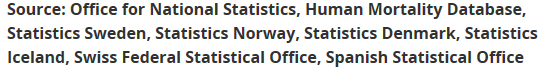 Source: Office for National Statistics, Human Mortality Database,
Statistics Sweden, Statistics Norway, Statistics Denmark, Statistics
Iceland, Swiss Federal Statistical Office, Spanish Statistical Office